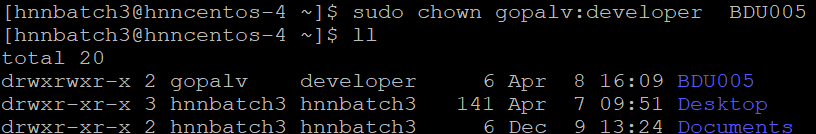 [hnnbatch3@hnncentos-4 ~]$ sudo chown gopalv:developer  BDU005
[hnnbatch3@hnncentos-4 ~]$ ll
total 20
drwxrwxr-x 2 gopalv    developer    6 Apr  8 16:09 BDU005
drwxr-xr-x 3 hnnbatch3 hnnbatch3  141 Apr  7 09:51 Desktop
drwxr-xr-x 2 hnnbatch3 hnnbatch3    6 Dec  9 13:24 Documents